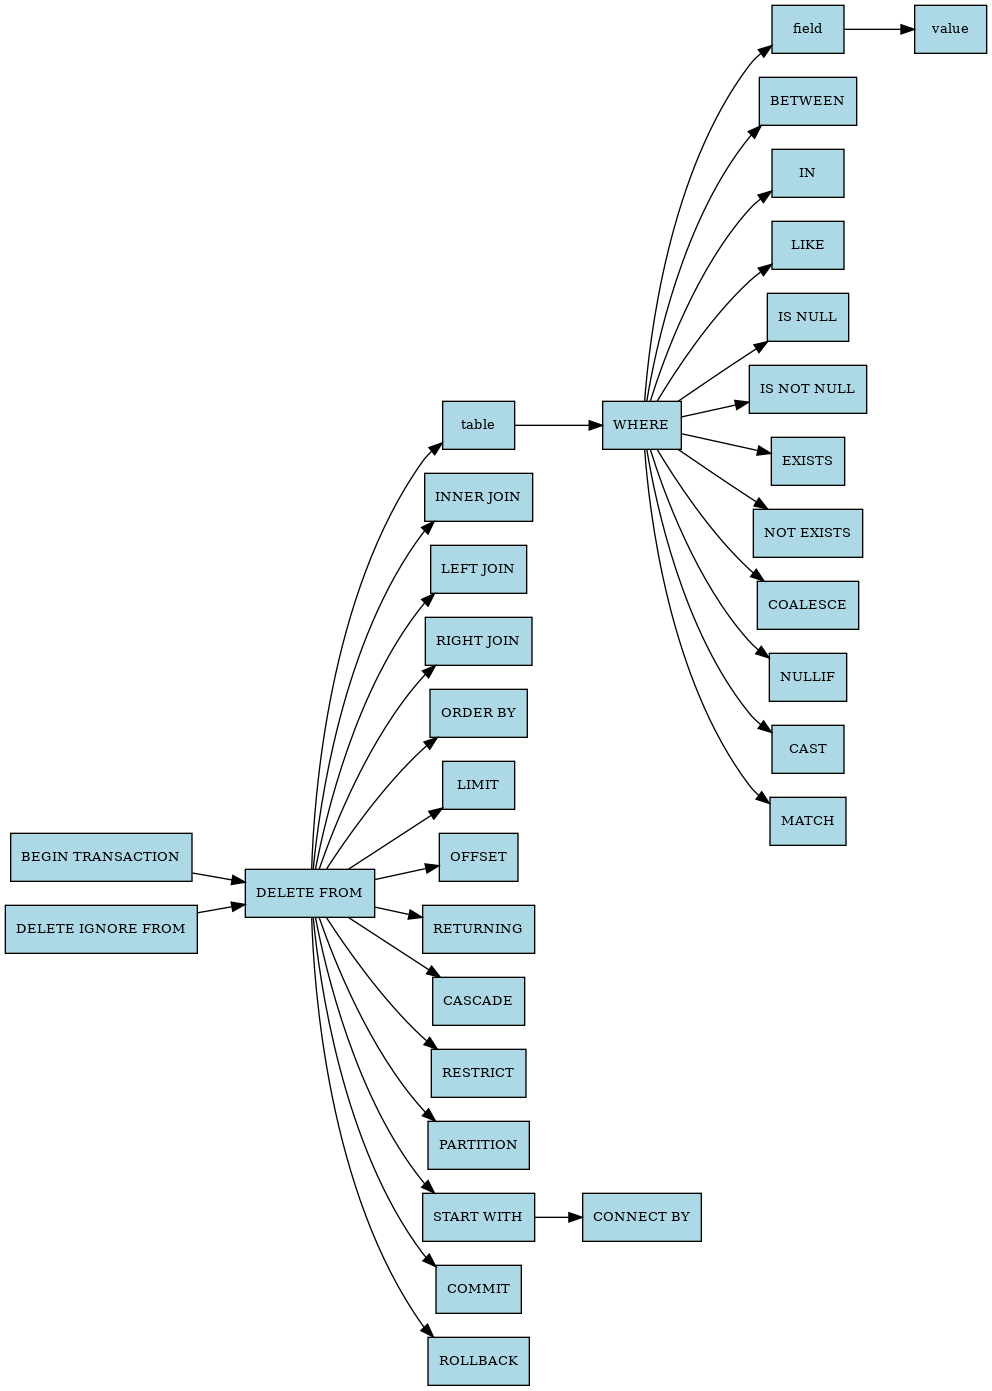 field
value
BETWEEN
IN
LIKE
IS NULL
IS NOT NULL
table
WHERE
EXISTS
INNER JOIN
NOT EXISTS
LEFT JOIN
COALESCE
RIGHT JOIN
NULLIF
ORDER BY
CAST
LIMIT
MATCH
BEGIN TRANSACTION
OFFSET
DELETE FROM
DELETE IGNORE FROM
RETURNING
CASCADE
RESTRICT
PARTITION
START WITH
CONNECT BY
COMMIT
ROLLBACK